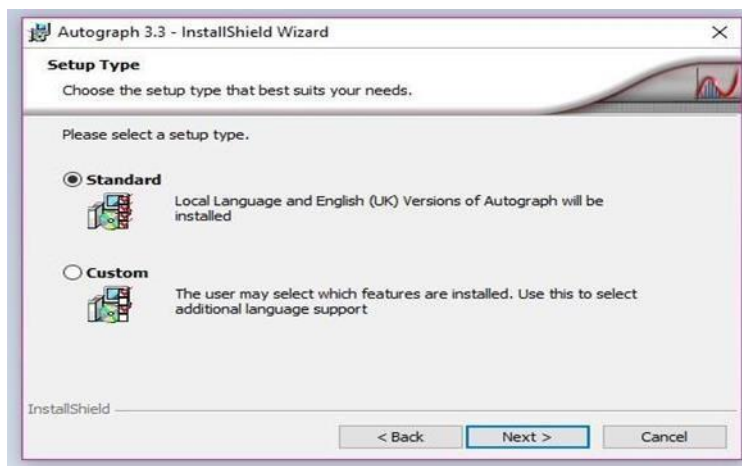 Autograph 3.3 - InstallShield Wizard
Setup Type
Choose the setup type that best suits your needs.
Please select a setup type.
Standard
Local Language and English (UK) Versions of Autograph will be
installed
Custom
The user may select which features are installed. Use this to select
additional language support
InstallShield
< Back Next > Cancel